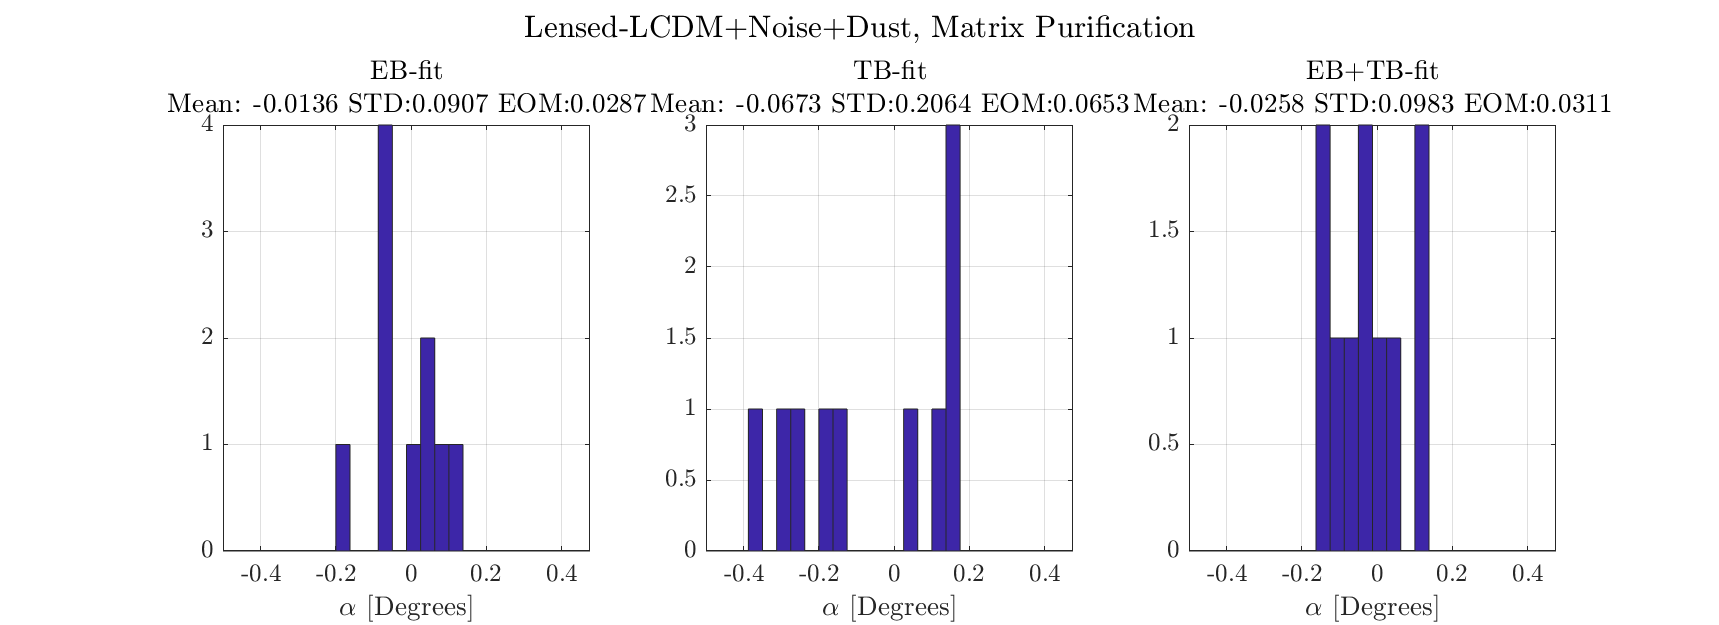 Lensed-LCDM+Noise+Dust, Matrix Purification
EB-fit
Mean: -0.0136 STD:0.0907 EOM:0.0287
4
3
2
1
0
-0.4 -0.2 0 0.2 0.4
α [Degrees]
TB-fit
Mean: -0.0673 STD:0.2064 EOM:0.0653
3
2.5
2
1.5
1
0.5
0
-0.4 -0.2 0 0.2 0.4
α [Degrees]
EB+TB-fit
Mean: -0.0258 STD:0.0983 EOM:0.0311
2
1.5
1
0.5
0
-0.4 -0.2 0 0.2 0.4
α [Degrees]